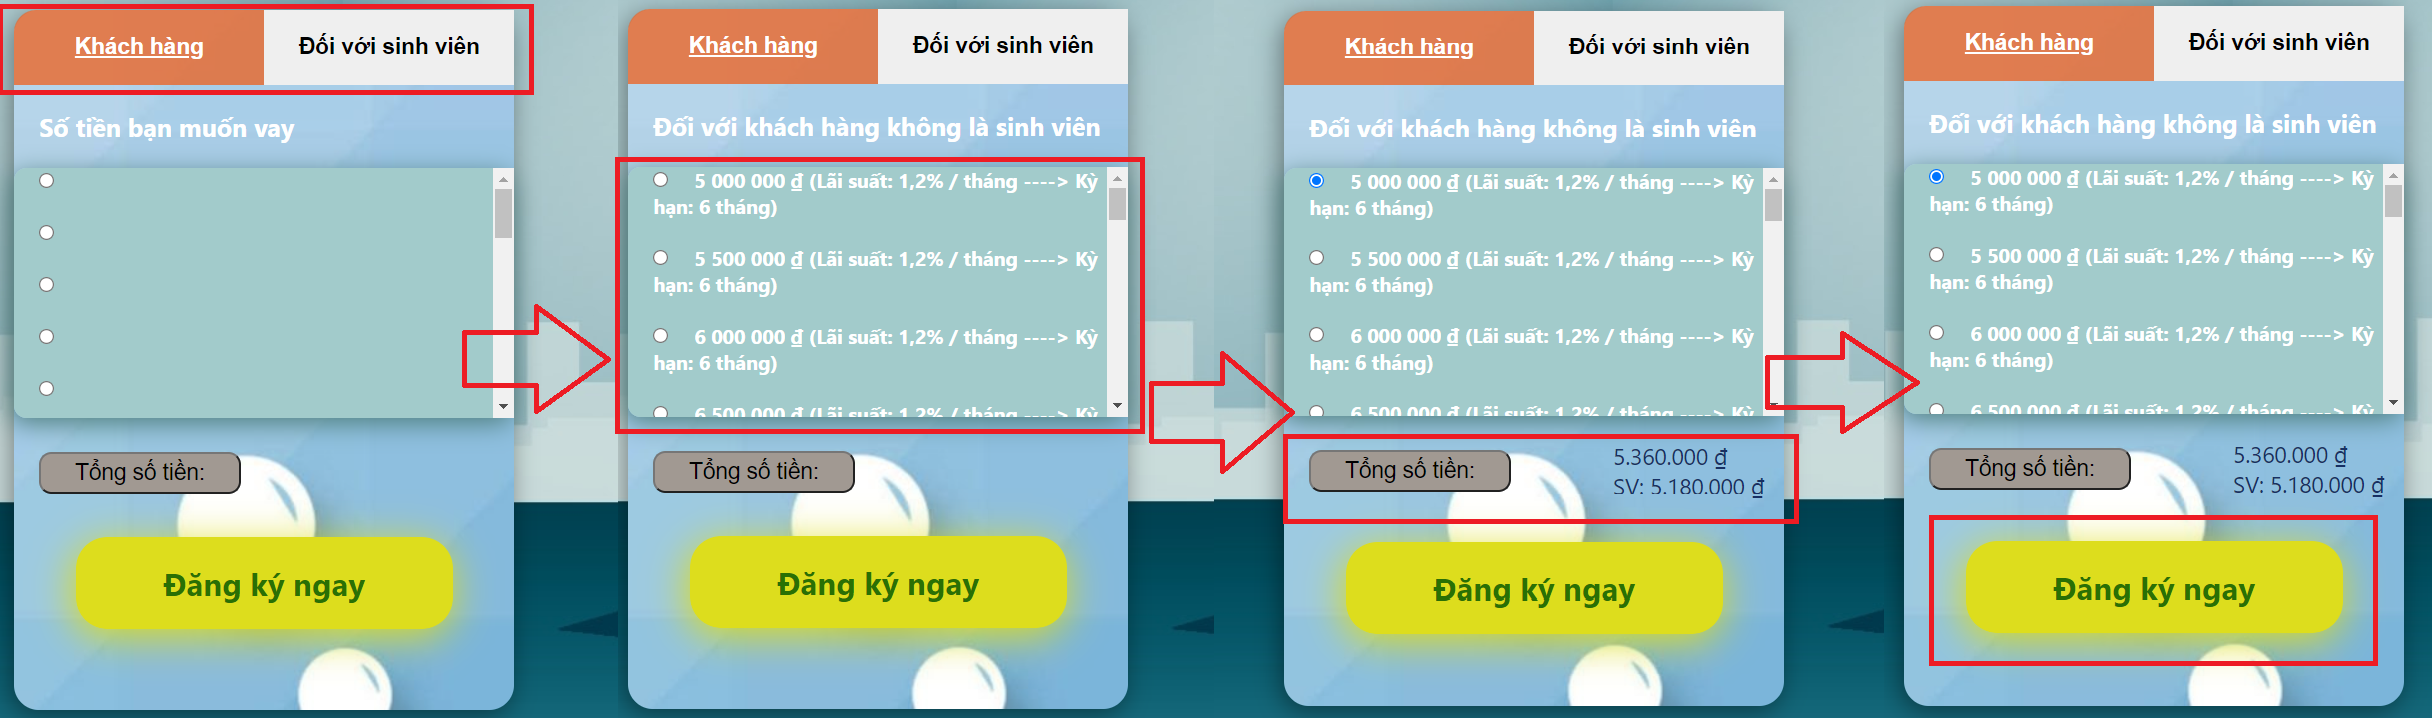 Khách hàng
Đối với sinh viên
Số tiền bạn muốn vay
Tổng số tiền:
Đăng ký ngay
Khách hàng
Đối với sinh viên
Đối với khách hàng không là sinh viên
5 000 000 ₫ (Lãi suất: 1,2% / tháng ----> Kỳ
hạn: 6 tháng)
5 500 000 ₫ (Lãi suất: 1,2% / tháng ----> Kỳ
hạn: 6 tháng)
6 000 000 ₫ (Lãi suất: 1,2% / tháng ----> Kỳ
hạn: 6 tháng)
6 500 000 ₫ (Lãi suất: 1,2% / tháng ----> Kỳ
Tổng số tiền:
Đăng ký ngay
Khách hàng
Đối với sinh viên
Đối với khách hàng không là sinh viên
5 000 000 ₫ (Lãi suất: 1,2% / tháng ----> Kỳ
hạn: 6 tháng)
5 500 000 ₫ (Lãi suất: 1,2% / tháng ----> Kỳ
hạn: 6 tháng)
6 000 000 ₫ (Lãi suất: 1,2% / tháng ----> Kỳ
hạn: 6 tháng)
6 500 000 ₫ (Lãi suất: 1,2% / tháng ----> Kỳ
Tổng số tiền:
5.360.000 ₫
SV: 5.180.000 ₫
Đăng ký ngay
Khách hàng
Đối với sinh viên
Đối với khách hàng không là sinh viên
5 000 000 ₫ (Lãi suất: 1,2% / tháng ----> Kỳ
hạn: 6 tháng)
5 500 000 ₫ (Lãi suất: 1,2% / tháng ----> Kỳ
hạn: 6 tháng)
6 000 000 ₫ (Lãi suất: 1,2% / tháng ----> Kỳ
hạn: 6 tháng)
6 500 000 ₫ (Lãi suất: 1,2% / tháng ----> Kỳ
Tổng số tiền:
5.360.000 ₫
SV: 5.180.000 ₫
Đăng ký ngay